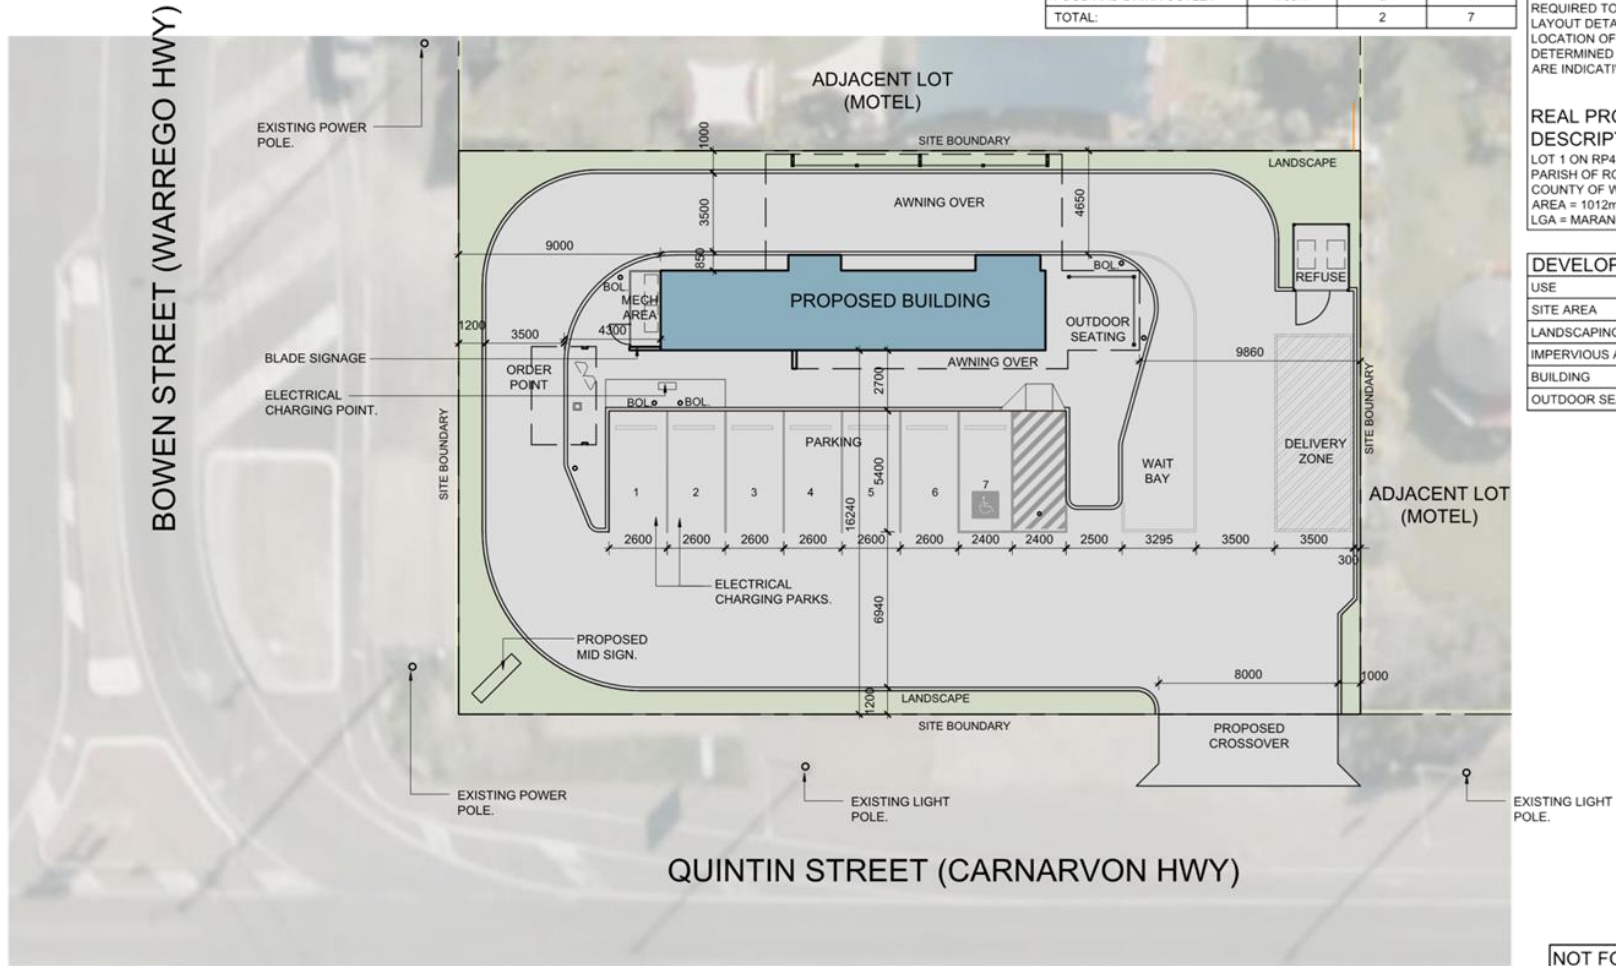 TOTAL: 2 7
REQUIRED TO
LAYOUT DETA
LOCATION OF
DETERMINED
ARE INDICATI
REAL PRO
DESCRIP
LOT 1 ON RP4
PARISH OF RO
COUNTY OF W
AREA = 1012m
LGA = MARAN
DEVELOP
USE
SITE AREA
LANDSCAPING
IMPERVIOUS A
BUILDING
OUTDOOR SEA
BOWEN STREET (WARREGO HWY)
EXISTING POWER
POLE.
ADJACENT LOT
(MOTEL)
SITE BOUNDARY
LANDSCAPE
1000
3500
850
AWNING OVER
4650
9000
BOL.
MECH
AREA
PROPOSED BUILDING
BOL.
REFUSE
OUTDOOR
SEATING
1200
3500
4300
BLADE SIGNAGE
ORDER
POINT
AWNING OVER
9860
2700
ELECTRICAL
CHARGING POINT.
BOL.
BOL.
SITE BOUNDARY
PARKING
5400
16240
1
2
3
4
5
6
7
WAIT
BAY
DELIVERY
ZONE
SITE BOUNDARY
ADJACENT LOT
(MOTEL)
2600
2600
2600
2600
2600
2600
2400
2400
2500
3295
3500
3500
300
ELECTRICAL
CHARGING PARKS.
6940
PROPOSED
MID SIGN.
8000
1000
1200
LANDSCAPE
SITE BOUNDARY
PROPOSED
CROSSOVER
EXISTING POWER
POLE.
EXISTING LIGHT
POLE.
EXISTING LIGHT
POLE.
QUINTIN STREET (CARNARVON HWY)
NOT FO